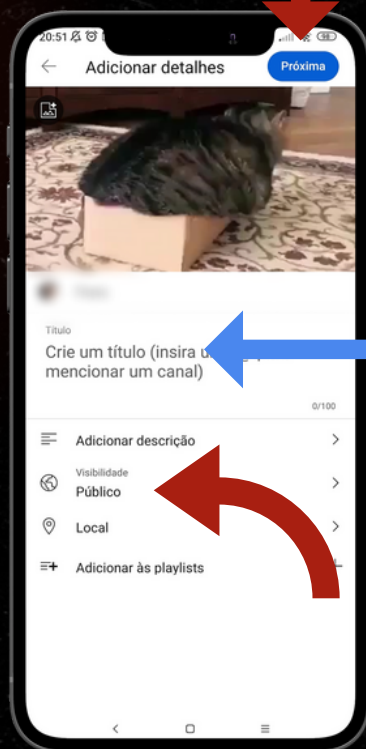 20:51
Adicionar detalhes
Próxima
Título
Crie um título (insira
mencionar um canal)
0/100
Adicionar descrição
Visibilidade
Público
Local
Adicionar às playlists